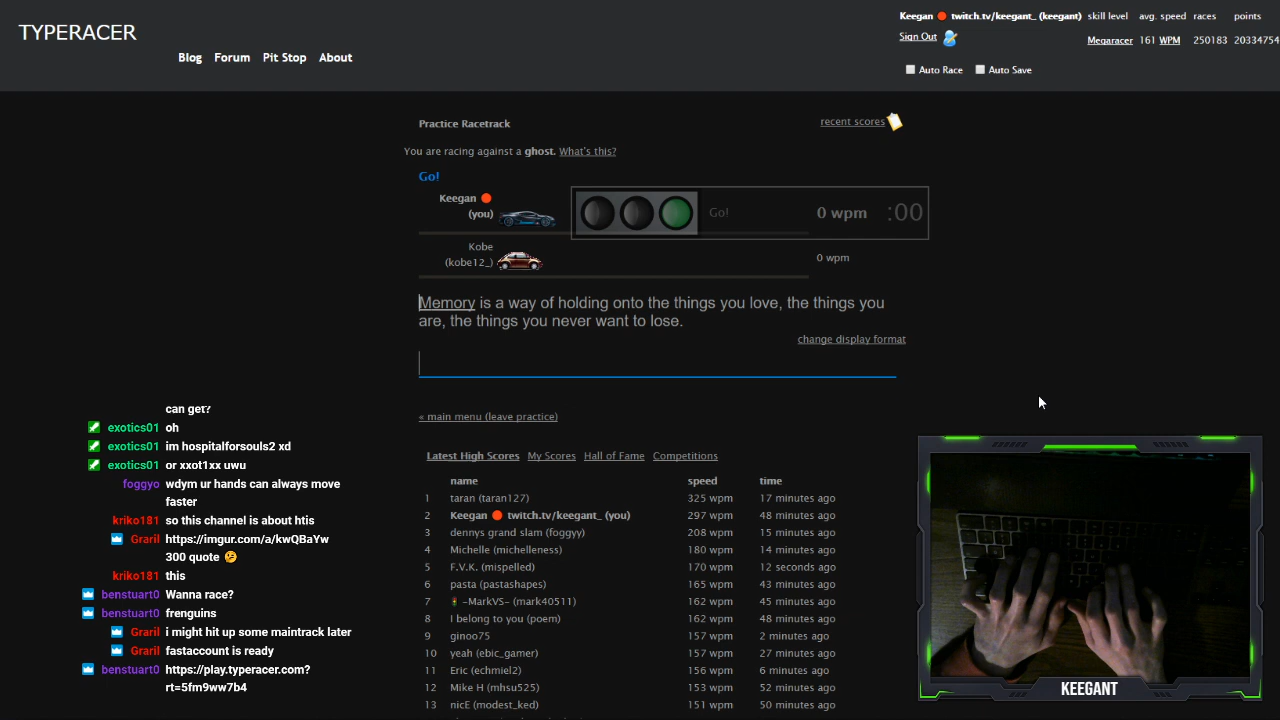 TYPERACER
Blog Forum Pit Stop About
Keegan twitch.tv/keegant_ (keegant) skill level avg. speed races points
Sign Out Megaracer 161 WPM 250183 20334754
Auto Race Auto Save
Practice Racetrack
recent scores
You are racing against a ghost. What's this?
Go!
Keegan
(you)
Go! 0 wpm :00
Kobe
(kobe12_)
0 wpm
Memory is a way of holding onto the things you love, the things you
are, the things you never want to lose.
change display format
« main menu (leave practice)
Latest High Scores My Scores Hall of Fame Competitions
name speed time
1 taran (taran127) 325 wpm 17 minutes ago
2 Keegan twitch.tv/keegant_ (you) 297 wpm 48 minutes ago
3 dennys grand slam (foggyy) 208 wpm 15 minutes ago
4 Michelle (michelleness) 180 wpm 14 minutes ago
5 F.V.K. (mispelled) 170 wpm 12 seconds ago
6 pasta (pastashapes) 165 wpm 43 minutes ago
7 -MarkVS- (mark40511) 162 wpm 45 minutes ago
8 I belong to you (poem) 162 wpm 48 minutes ago
9 ginoo75 157 wpm 2 minutes ago
10 yeah (ebic_gamer) 157 wpm 27 minutes ago
11 Eric (echmiel2) 156 wpm 6 minutes ago
12 Mike H (mhsu525) 153 wpm 52 minutes ago
13 nicE (modest_ked) 151 wpm 50 minutes ago
can get?
exotics01 oh
exotics01 im hospitalforsouls2 xd
exotics01 or xxot1xx uwu
foggyo wdym ur hands can always move
faster
kriko181 so this channel is about htis
Graril https://imgur.com/a/kwQBaYw
300 quote 🤔
kriko181 this
benstuart0 Wanna race?
benstuart0 frenguins
Graril i might hit up some maintrack later
Graril fastaccount is ready
benstuart0 https://play.typeracer.com?
rt=5fm9ww7b4
KEEGANT